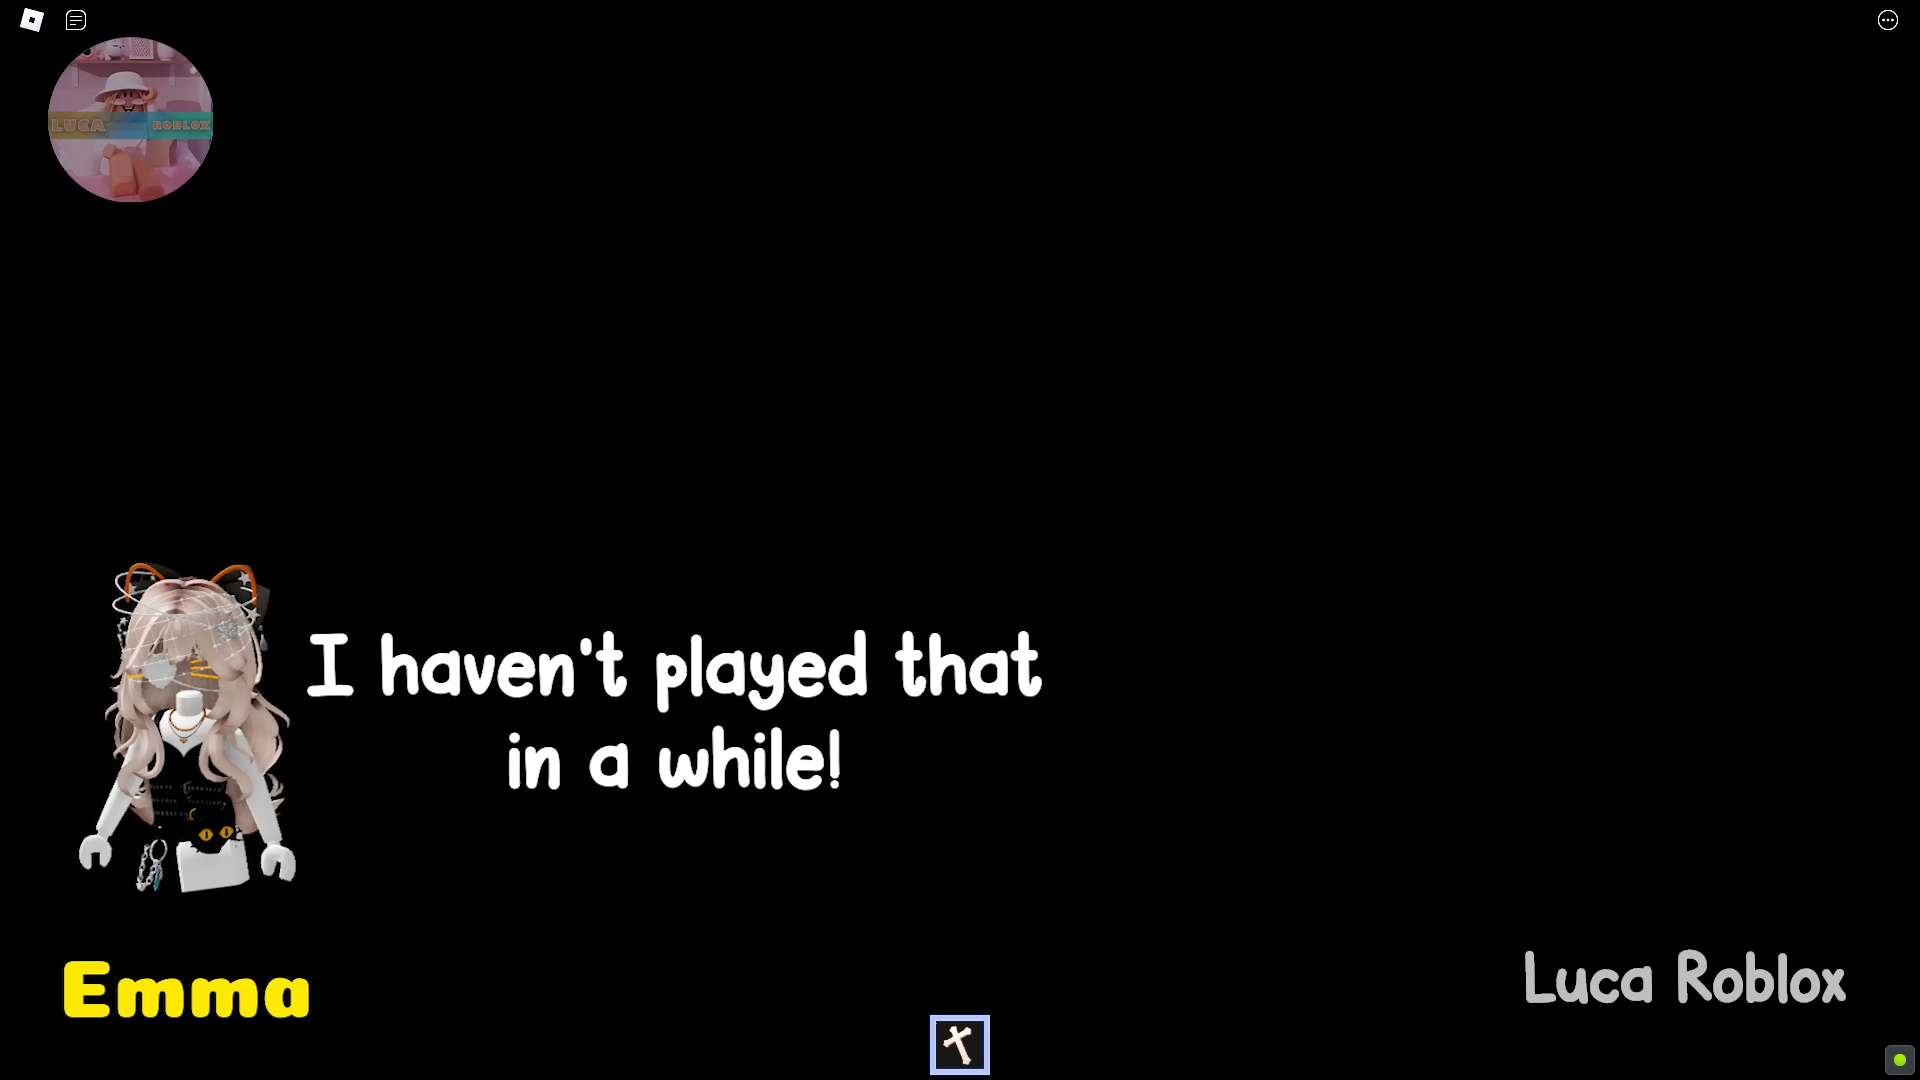 LUCA ROBLOX
I haven't played that
in a while!
Emma
Luca Roblox